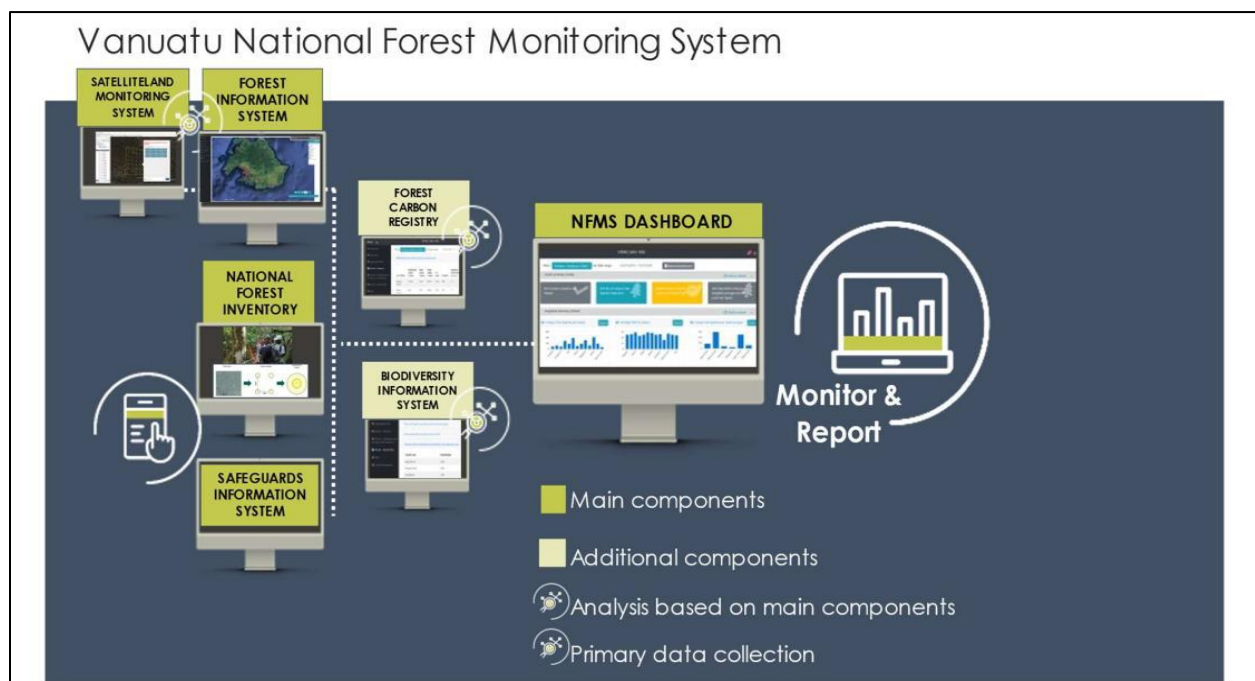 Vanuatu National Forest Monitoring System
SATELLITELAND
MONITORING
SYSTEM
FOREST
INFORMATION
SYSTEM
FOREST
CARBON
REGISTRY
NFMS DASHBOARD
NATIONAL
FOREST
INVENTORY
BIODIVERSITY
INFORMATION
SYSTEM
Monitor &
Report
SAFEGUARDS
INFORMATION
SYSTEM
Main components
Additional components
Analysis based on main components
Primary data collection